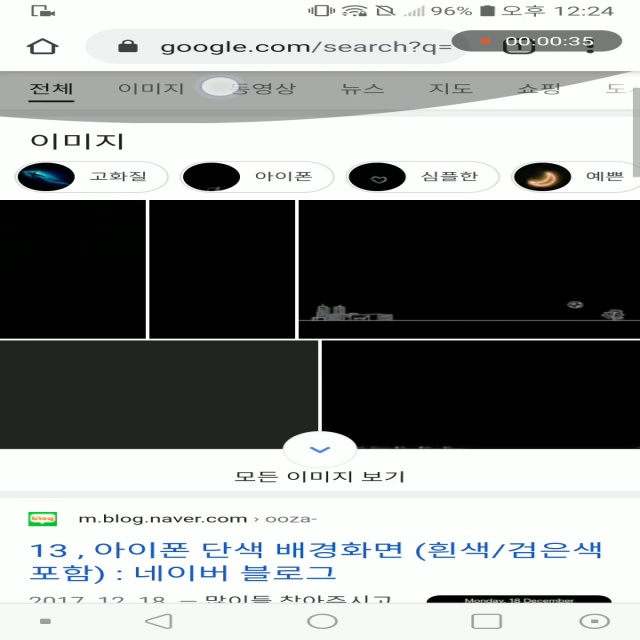 96% 오후 12:24
google.com/search?q= 00:00:35
전체 이미지 동영상 뉴스 지도 쇼핑
이미지
고화질 아이폰 심플한 예쁜
모든 이미지 보기
m.blog.naver.com › ooza-
13 , 아이폰 단색 배경화면 (흰색/검은색
포함) : 네이버 블로그
2017. 12. 18. — 많이들 찾아주시고
Monday, 18 December